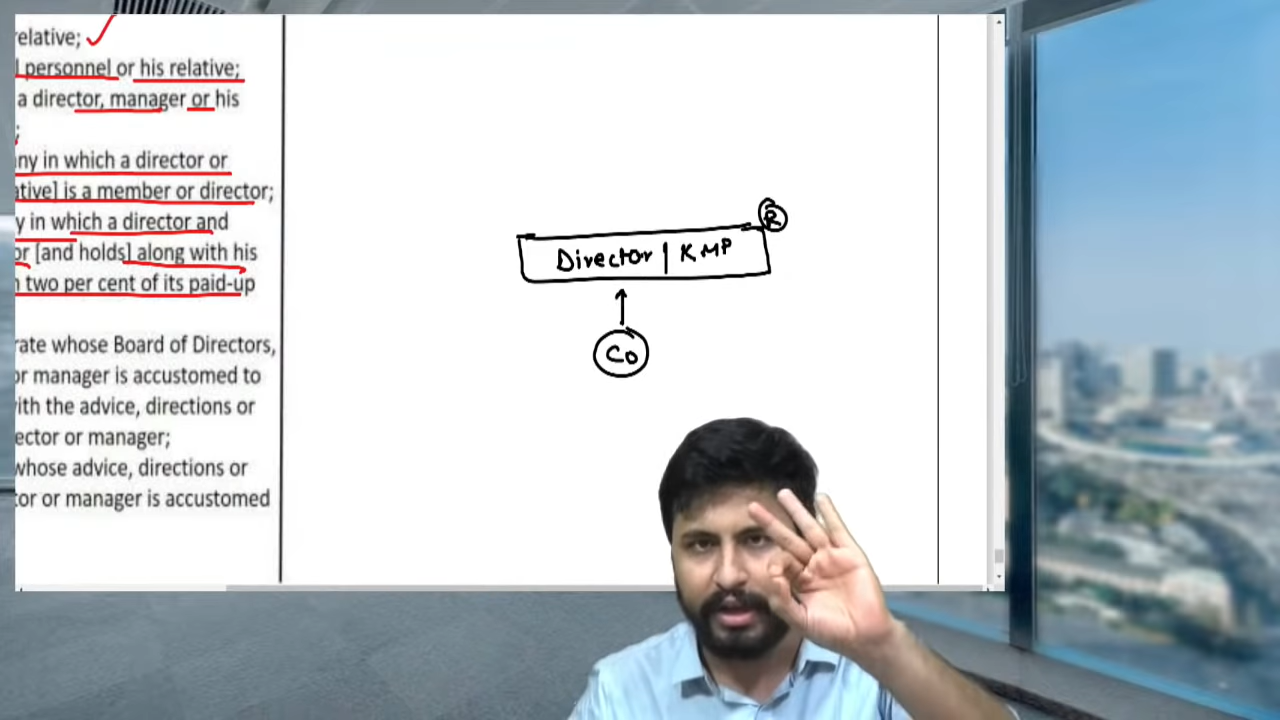 relative; ✓
personnel or his relative;
a director, manager or his
;
any in which a director or
ative] is a member or director;
y in which a director and
or [and holds] along with his
n two per cent of its paid-up
rate whose Board of Directors,
or manager is accustomed to
with the advice, directions or
ector or manager;
whose advice, directions or
tor or manager is accustomed
R
Director | KMP
Co